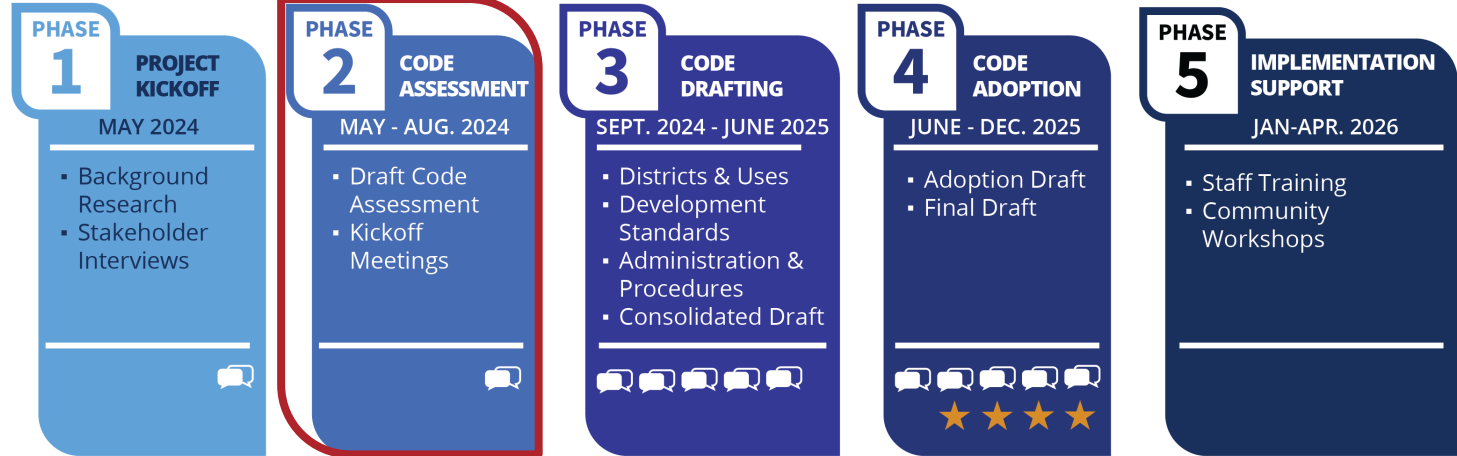 PHASE
1
PROJECT
KICKOFF
MAY 2024
▪ Background
Research
▪ Stakeholder
Interviews
PHASE
2
CODE
ASSESSMENT
MAY - AUG. 2024
▪ Draft Code
Assessment
▪ Kickoff
Meetings
PHASE
3
CODE
DRAFTING
SEPT. 2024 - JUNE 2025
▪ Districts & Uses
▪ Development
Standards
▪ Administration &
Procedures
▪ Consolidated Draft
PHASE
4
CODE
ADOPTION
JUNE - DEC. 2025
▪ Adoption Draft
▪ Final Draft
PHASE
5
IMPLEMENTATION
SUPPORT
JAN-APR. 2026
▪ Staff Training
▪ Community
Workshops